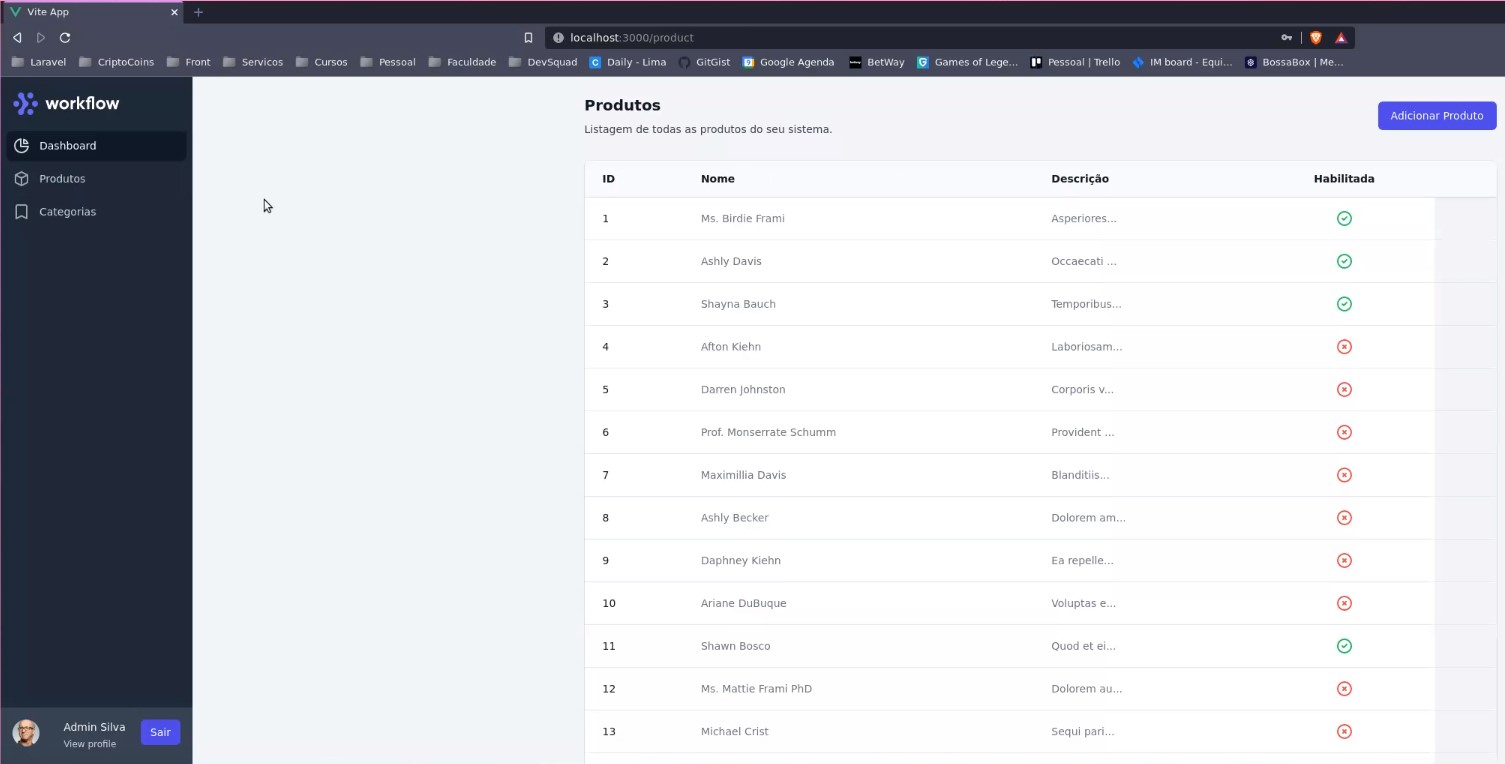 Vite App
localhost:3000/product
Laravel CriptoCoins Front Servicos Cursos Pessoal Faculdade DevSquad Daily - Lima GitGist Google Agenda BetWay Games of Lege... Pessoal | Trello IM board - Equi... BossaBox | Me...
workflow
Dashboard
Produtos
Categorias
Admin Silva
View profile
Sair
Produtos
Listagem de todas as produtos do seu sistema.
Adicionar Produto
ID Nome Descrição Habilitada
1 Ms. Birdie Frami Asperiores...
2 Ashly Davis Occaecati ...
3 Shayna Bauch Temporibus...
4 Afton Kiehn Laboriosam...
5 Darren Johnston Corporis v...
6 Prof. Monserrate Schumm Provident ...
7 Maximillia Davis Blanditiis...
8 Ashly Becker Dolorem am...
9 Daphney Kiehn Ea repelle...
10 Ariane DuBuque Voluptas e...
11 Shawn Bosco Quod et ei...
12 Ms. Mattie Frami PhD Dolorem au...
13 Michael Crist Sequi pari...